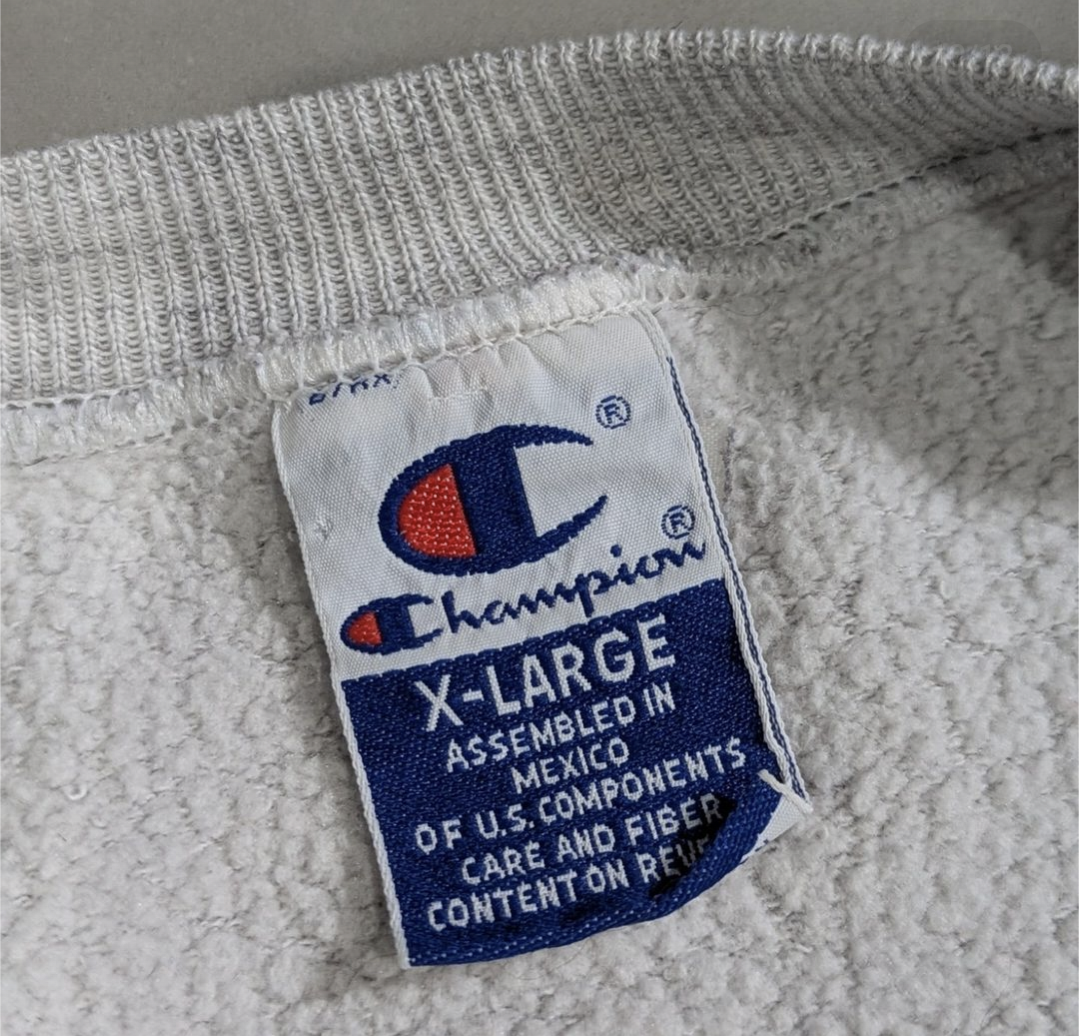 ®
®
Champion
X-LARGE
ASSEMBLED IN
MEXICO
OF U.S. COMPONENTS
CARE AND FIBER
CONTENT ON